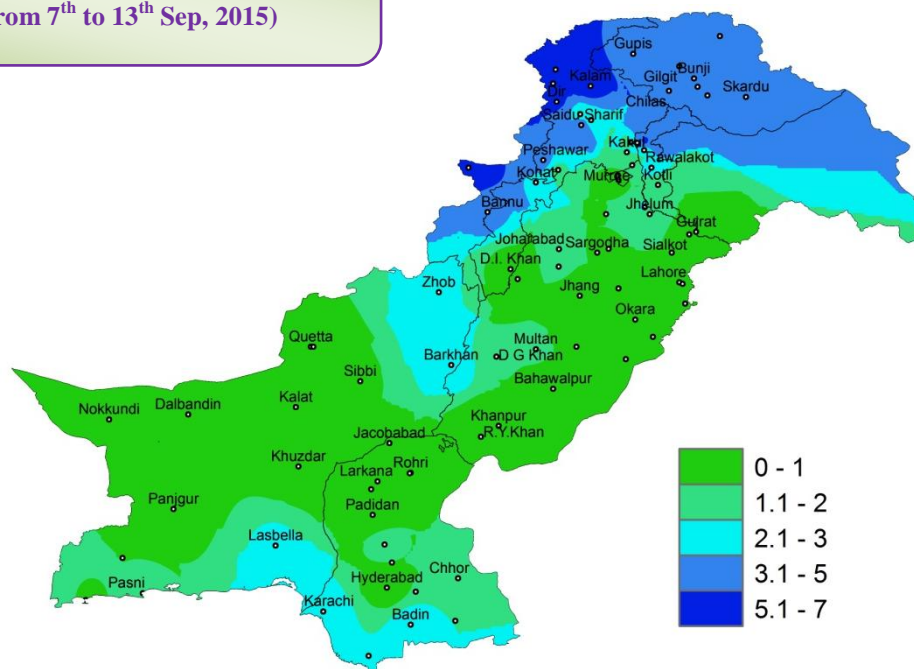 rom 7th to 13th Sep, 2015)
Gupis
Kalam
Gilgit
Bunji
Dir
Skardu
Chilas
Saidu Sharif
Peshawar
Kakul
Rawalakot
Kohat
Murree
Kotli
Bannu
Jhelum
Gujrat
Joharabad
Sargodha
Sialkot
D.I. Khan
Lahore
Zhob
Jhang
Okara
Quetta
Multan
Barkhan
D G Khan
Sibbi
Bahawalpur
Kalat
Nokkundi
Dalbandin
Khanpur
R.Y.Khan
Jacobabad
Khuzdar
Rohri
Larkana
Panjgur
Padidan
Lasbella
Chhor
Pasni
Hyderabad
Karachi
Badin
0 - 1
1.1 - 2
2.1 - 3
3.1 - 5
5.1 - 7